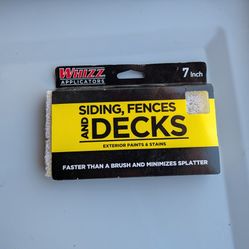 WHIZZ
APPLICATORS
7 Inch
SIDING, FENCES
AND DECKS
EXTERIOR PAINTS & STAINS
FASTER THAN A BRUSH AND MINIMIZES SPLATTER